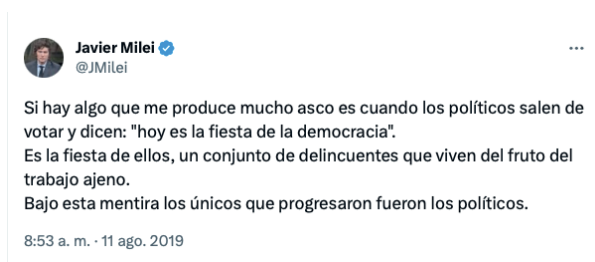 Javier Milei
@JMilei
Si hay algo que me produce mucho asco es cuando los políticos salen de
votar y dicen: "hoy es la fiesta de la democracia".
Es la fiesta de ellos, un conjunto de delincuentes que viven del fruto del
trabajo ajeno.
Bajo esta mentira los únicos que progresaron fueron los políticos.
8:53 a. m. · 11 ago. 2019